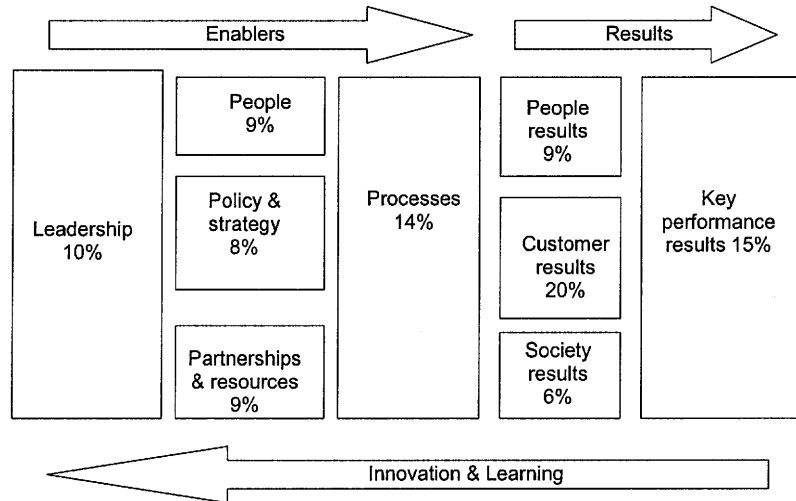 Enablers
Results
Leadership
10%
People
9%
Policy &
strategy
8%
Partnerships
& resources
9%
Processes
14%
People
results
9%
Customer
results
20%
Society
results
6%
Key
performance
results 15%
Innovation & Learning